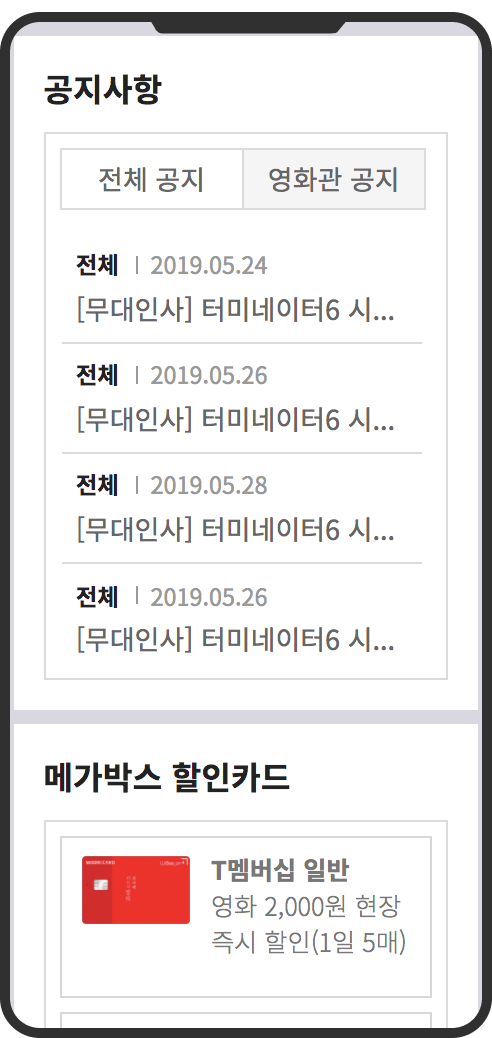 공지사항
전체 공지 영화관 공지
전체 | 2019.05.24
[무대인사] 터미네이터6 시...
전체 | 2019.05.26
[무대인사] 터미네이터6 시...
전체 | 2019.05.28
[무대인사] 터미네이터6 시...
전체 | 2019.05.26
[무대인사] 터미네이터6 시...
메가박스 할인카드
T멤버십 일반
영화 2,000원 현장
즉시 할인(1일 5매)